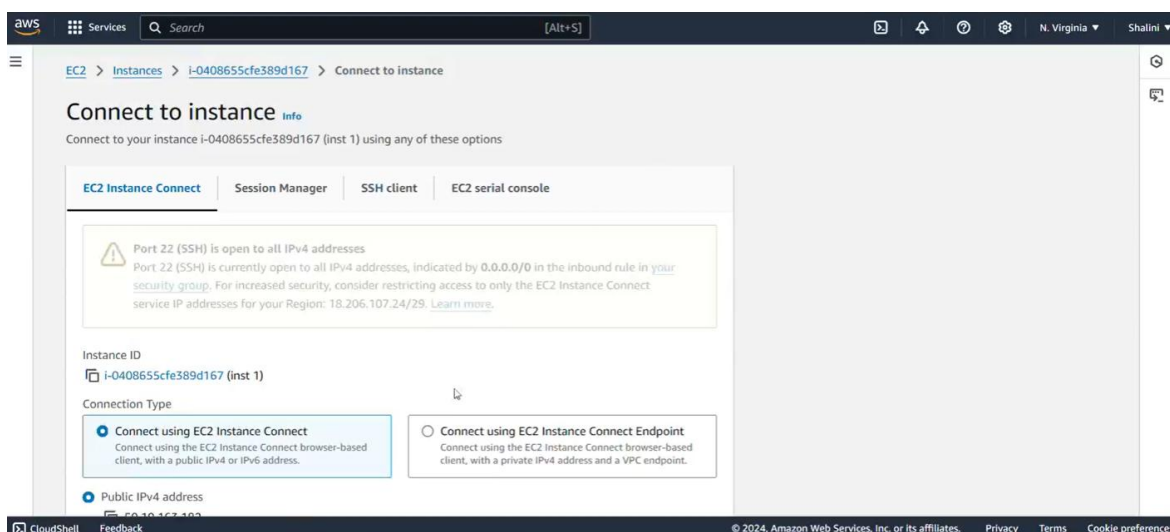 aws Services Search [Alt+S] N. Virginia Shalini
EC2 > Instances > i-0408655cfe389d167 > Connect to instance
Connect to instance Info
Connect to your instance i-0408655cfe389d167 (inst 1) using any of these options
EC2 Instance Connect Session Manager SSH client EC2 serial console
Port 22 (SSH) is open to all IPv4 addresses
Port 22 (SSH) is currently open to all IPv4 addresses, indicated by 0.0.0.0/0 in the inbound rule in your
security group. For increased security, consider restricting access to only the EC2 Instance Connect
service IP addresses for your Region: 18.206.107.24/29. Learn more.
Instance ID
i-0408655cfe389d167 (inst 1)
Connection Type
Connect using EC2 Instance Connect
Connect using the EC2 Instance Connect browser-based
client, with a public IPv4 or IPv6 address.
Connect using EC2 Instance Connect Endpoint
Connect using the EC2 Instance Connect browser-based
client, with a private IPv4 address and a VPC endpoint.
Public IPv4 address
CloudShell Feedback © 2024, Amazon Web Services, Inc. or its affiliates. Privacy Terms Cookie preference